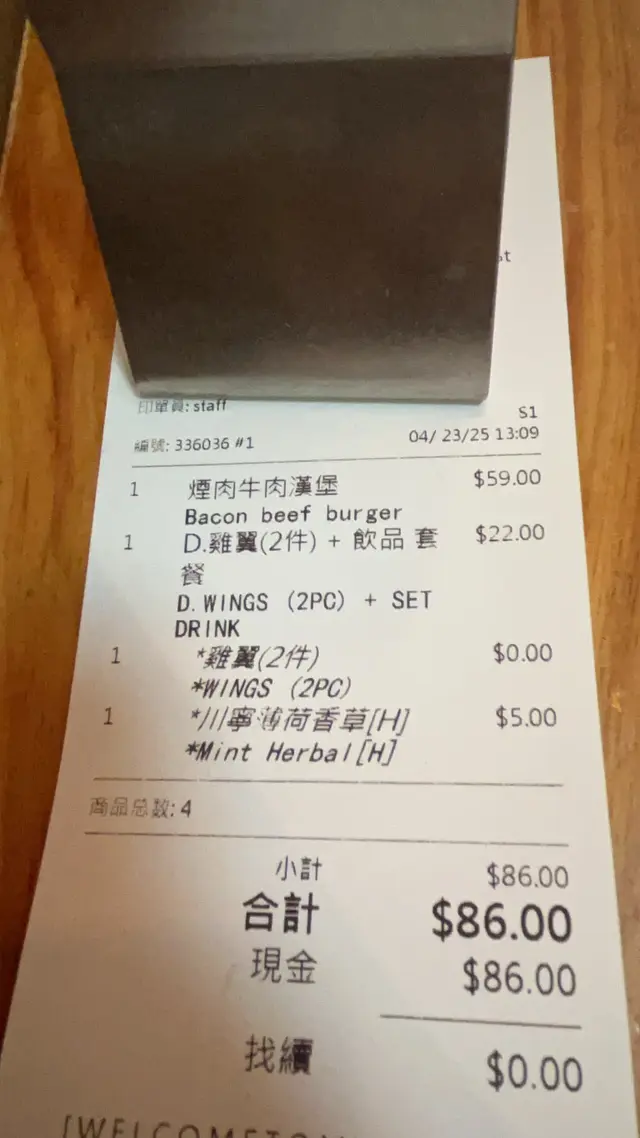 印單員: staff
S1
編號: 336036 #1 04/ 23/25 13:09
1 煙肉牛肉漢堡 $59.00
Bacon beef burger
1 D.雞翼(2件) + 飲品 套 $22.00
餐
D. WINGS (2PC) + SET
DRINK
1 *雞翼(2件) $0.00
*WINGS (2PC)
1 *川寧薄荷香草[H] $5.00
*Mint Herbal[H]
商品总数: 4
小計 $86.00
合計 $86.00
現金 $86.00
找續 $0.00